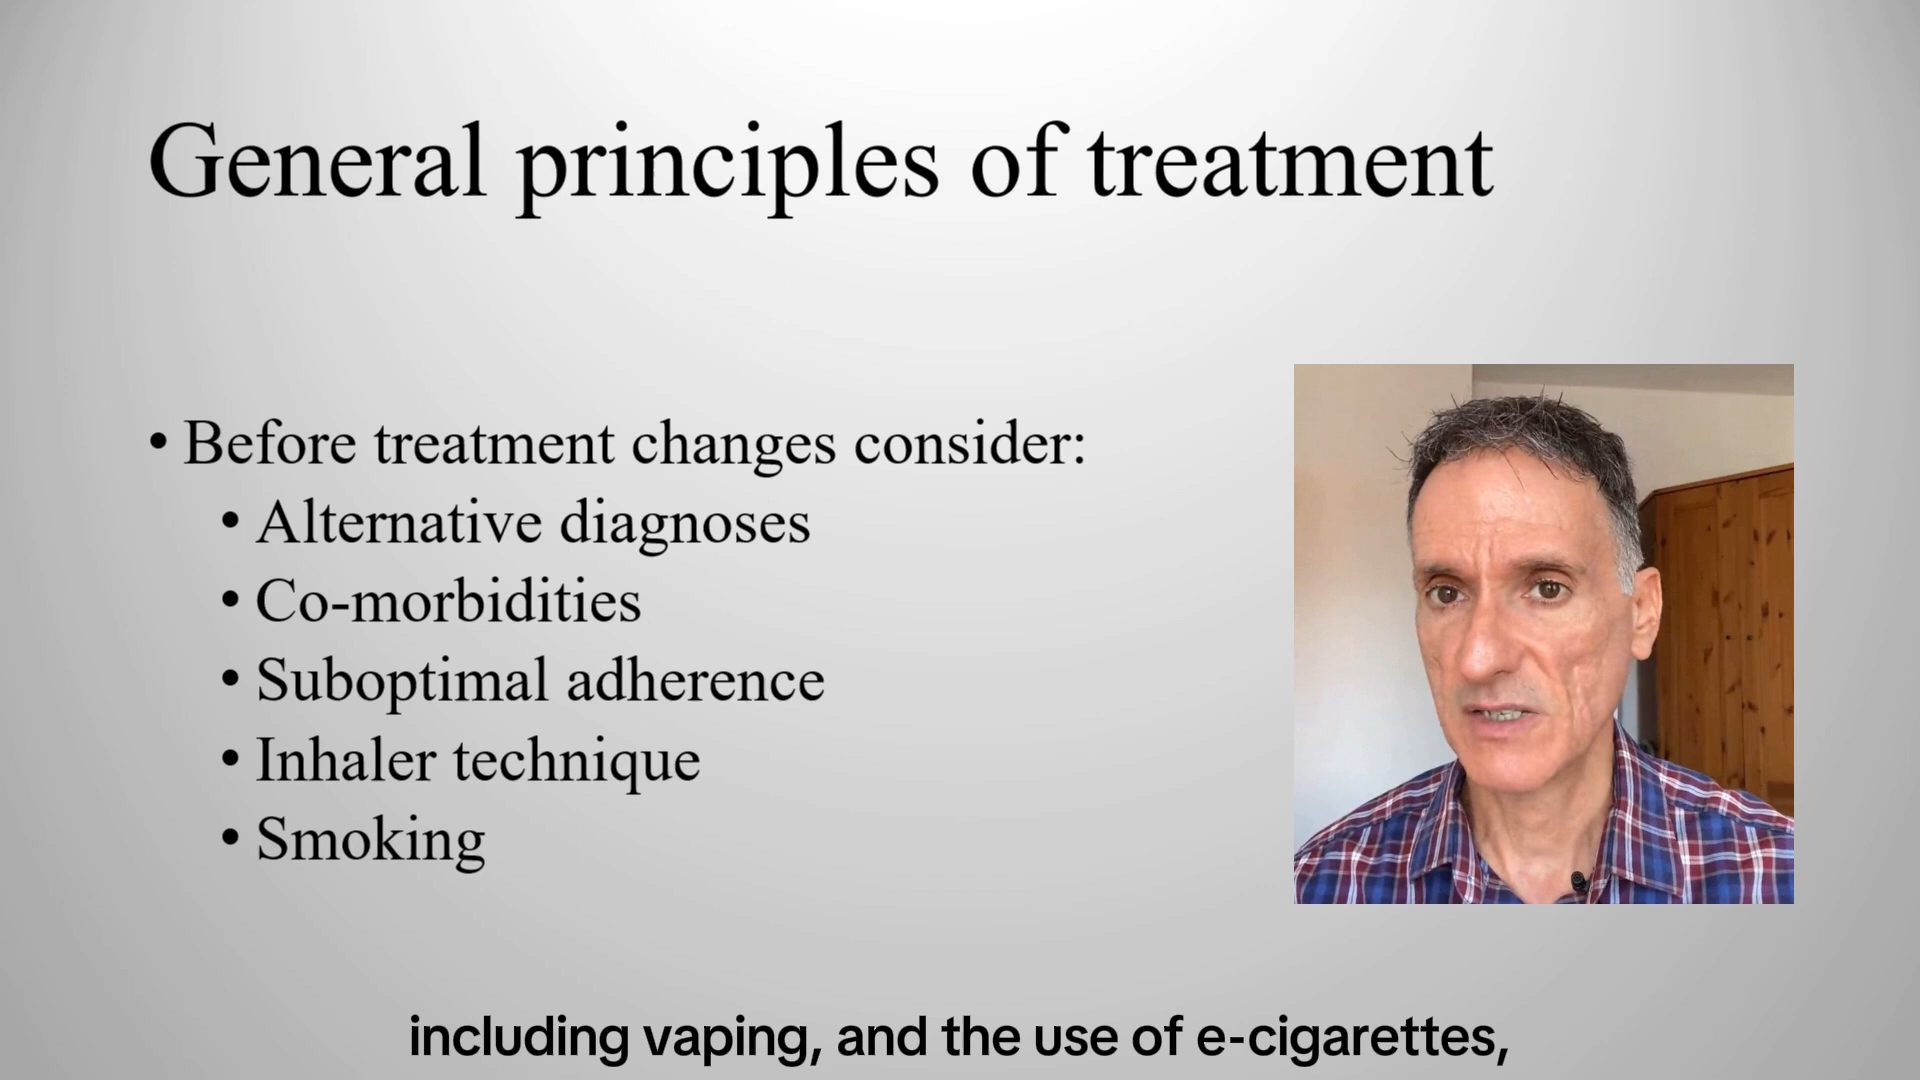 General principles of treatment
• Before treatment changes consider:
• Alternative diagnoses
• Co-morbidities
• Suboptimal adherence
• Inhaler technique
• Smoking
including vaping, and the use of e-cigarettes,